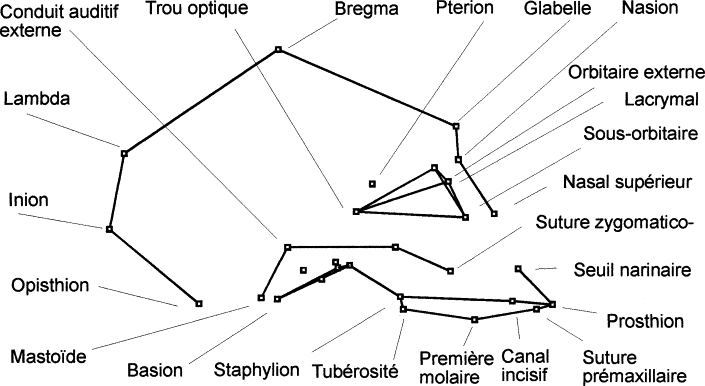 Conduit auditif
externe
Trou optique
Bregma
Pterion
Glabelle
Nasion
Orbitaire externe
Lacrymal
Lambda
Sous-orbitaire
Nasal supérieur
Inion
Suture zygomatico-
Seuil narinaire
Opisthion
Prosthion
Mastoïde
Basion
Staphylion
Tubérosité
Première
molaire
Canal
incisif
Suture
prémaxillaire